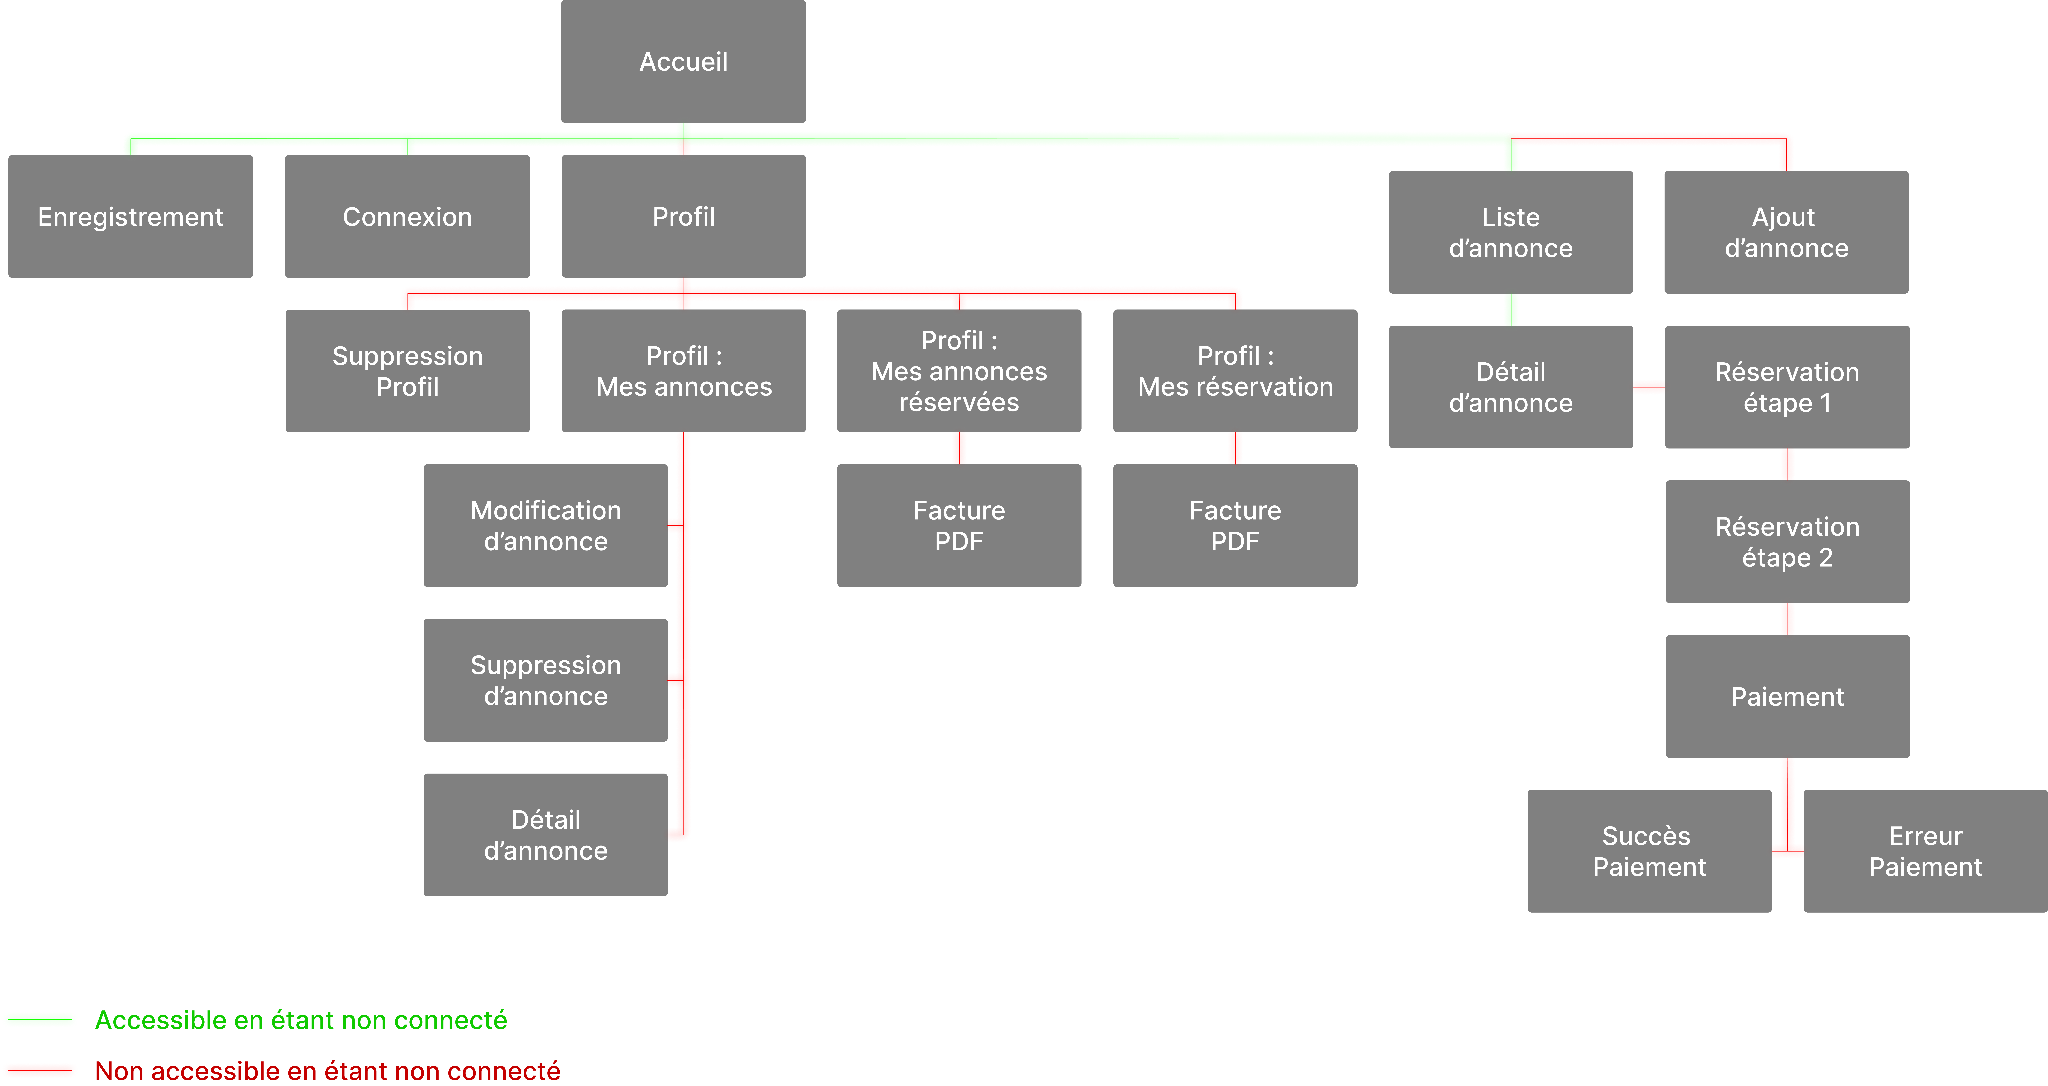 Accueil
Enregistrement
Connexion
Profil
Liste
d’annonce
Ajout
d’annonce
Suppression
Profil
Profil :
Mes annonces
Profil :
Mes annonces
réservées
Profil :
Mes réservation
Détail
d’annonce
Réservation
étape 1
Modification
d’annonce
Facture
PDF
Facture
PDF
Réservation
étape 2
Suppression
d’annonce
Paiement
Détail
d’annonce
Succès
Paiement
Erreur
Paiement
Accessible en étant non connecté
Non accessible en étant non connecté